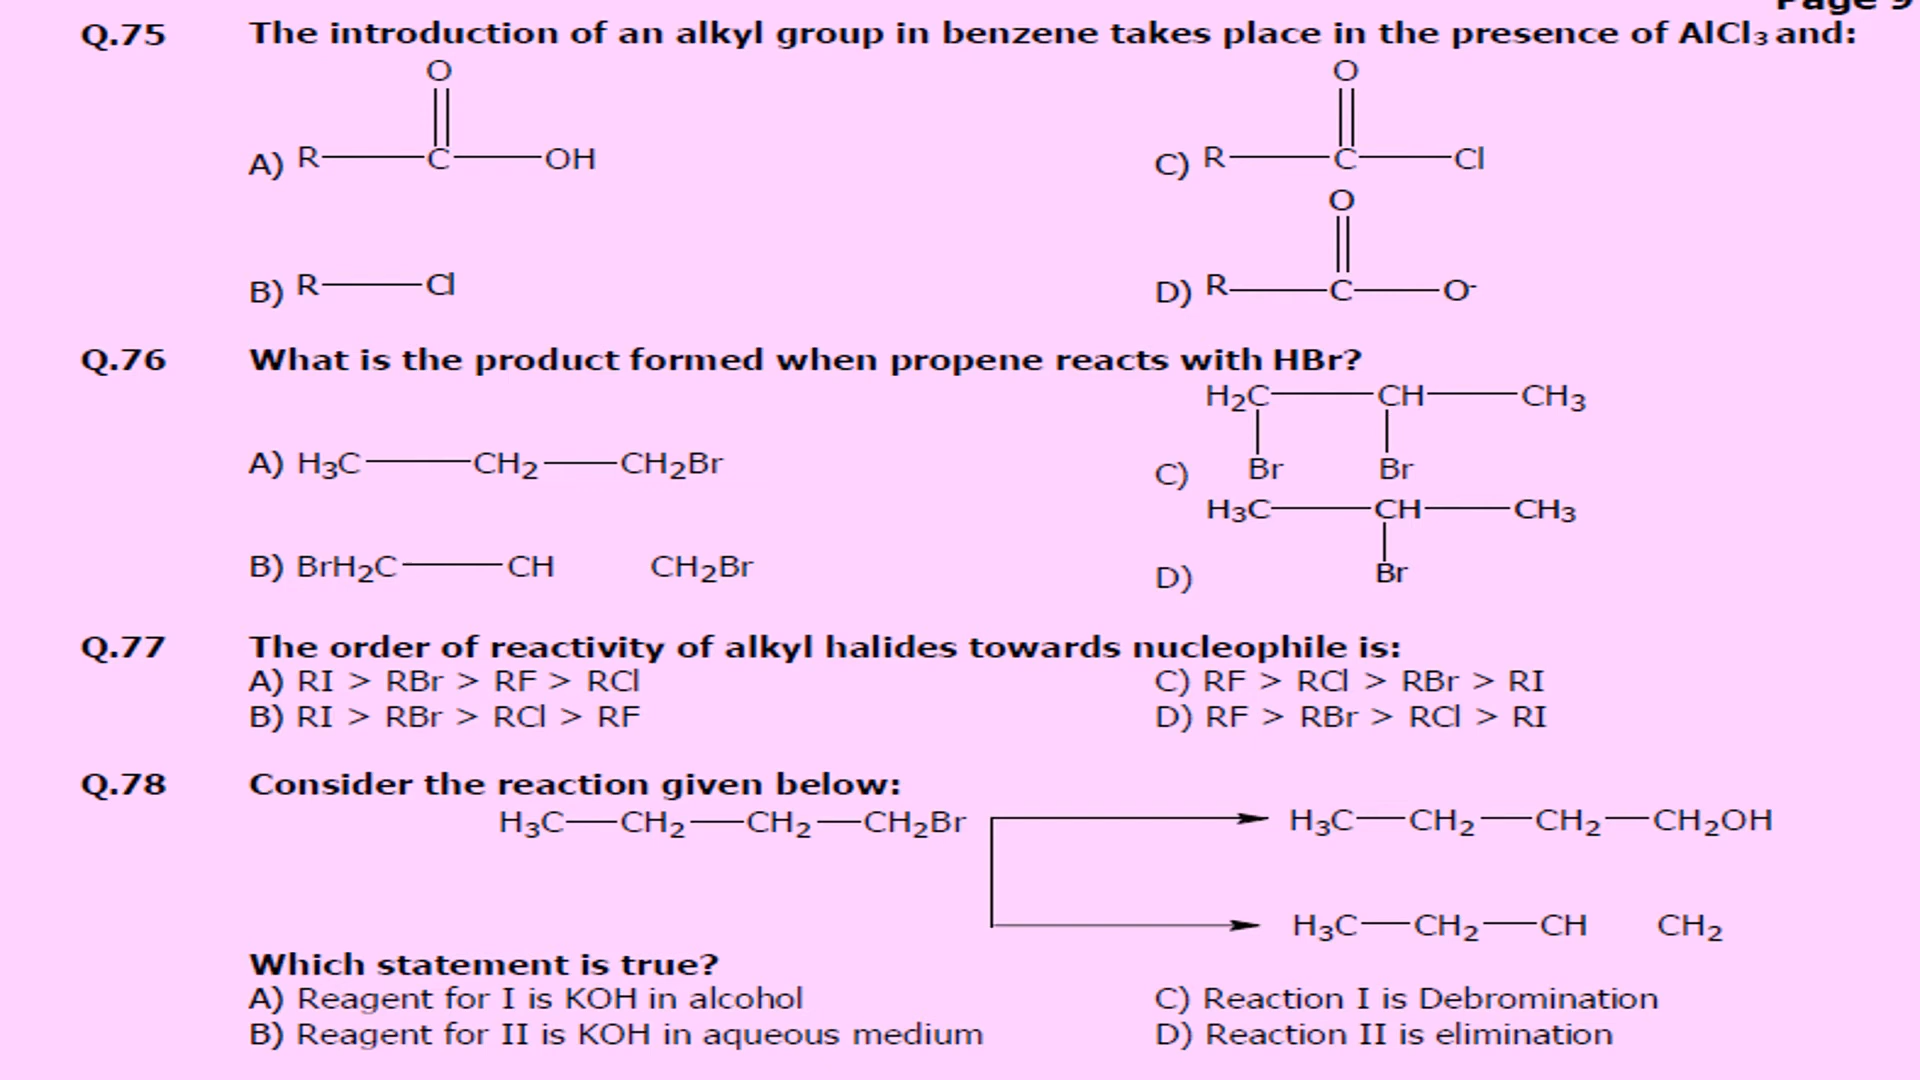 Page 9
Q.75 The introduction of an alkyl group in benzene takes place in the presence of AlCl₃ and:
O
A) R C OH
O
C) R C Cl
B) R Cl
O
D) R C O⁻
Q.76 What is the product formed when propene reacts with HBr?
A) H₃C CH₂ CH₂Br
H₂C CH CH₃
C) Br Br
B) BrH₂C CH CH₂Br
H₃C CH CH₃
D) Br
Q.77 The order of reactivity of alkyl halides towards nucleophile is:
A) RI > RBr > RF > RCl
C) RF > RCl > RBr > RI
B) RI > RBr > RCl > RF
D) RF > RBr > RCl > RI
Q.78 Consider the reaction given below:
H₃C CH₂ CH₂ CH₂Br
H₃C CH₂ CH₂ CH₂OH
H₃C CH₂ CH CH₂
Which statement is true?
A) Reagent for I is KOH in alcohol
C) Reaction I is Debromination
B) Reagent for II is KOH in aqueous medium
D) Reaction II is elimination